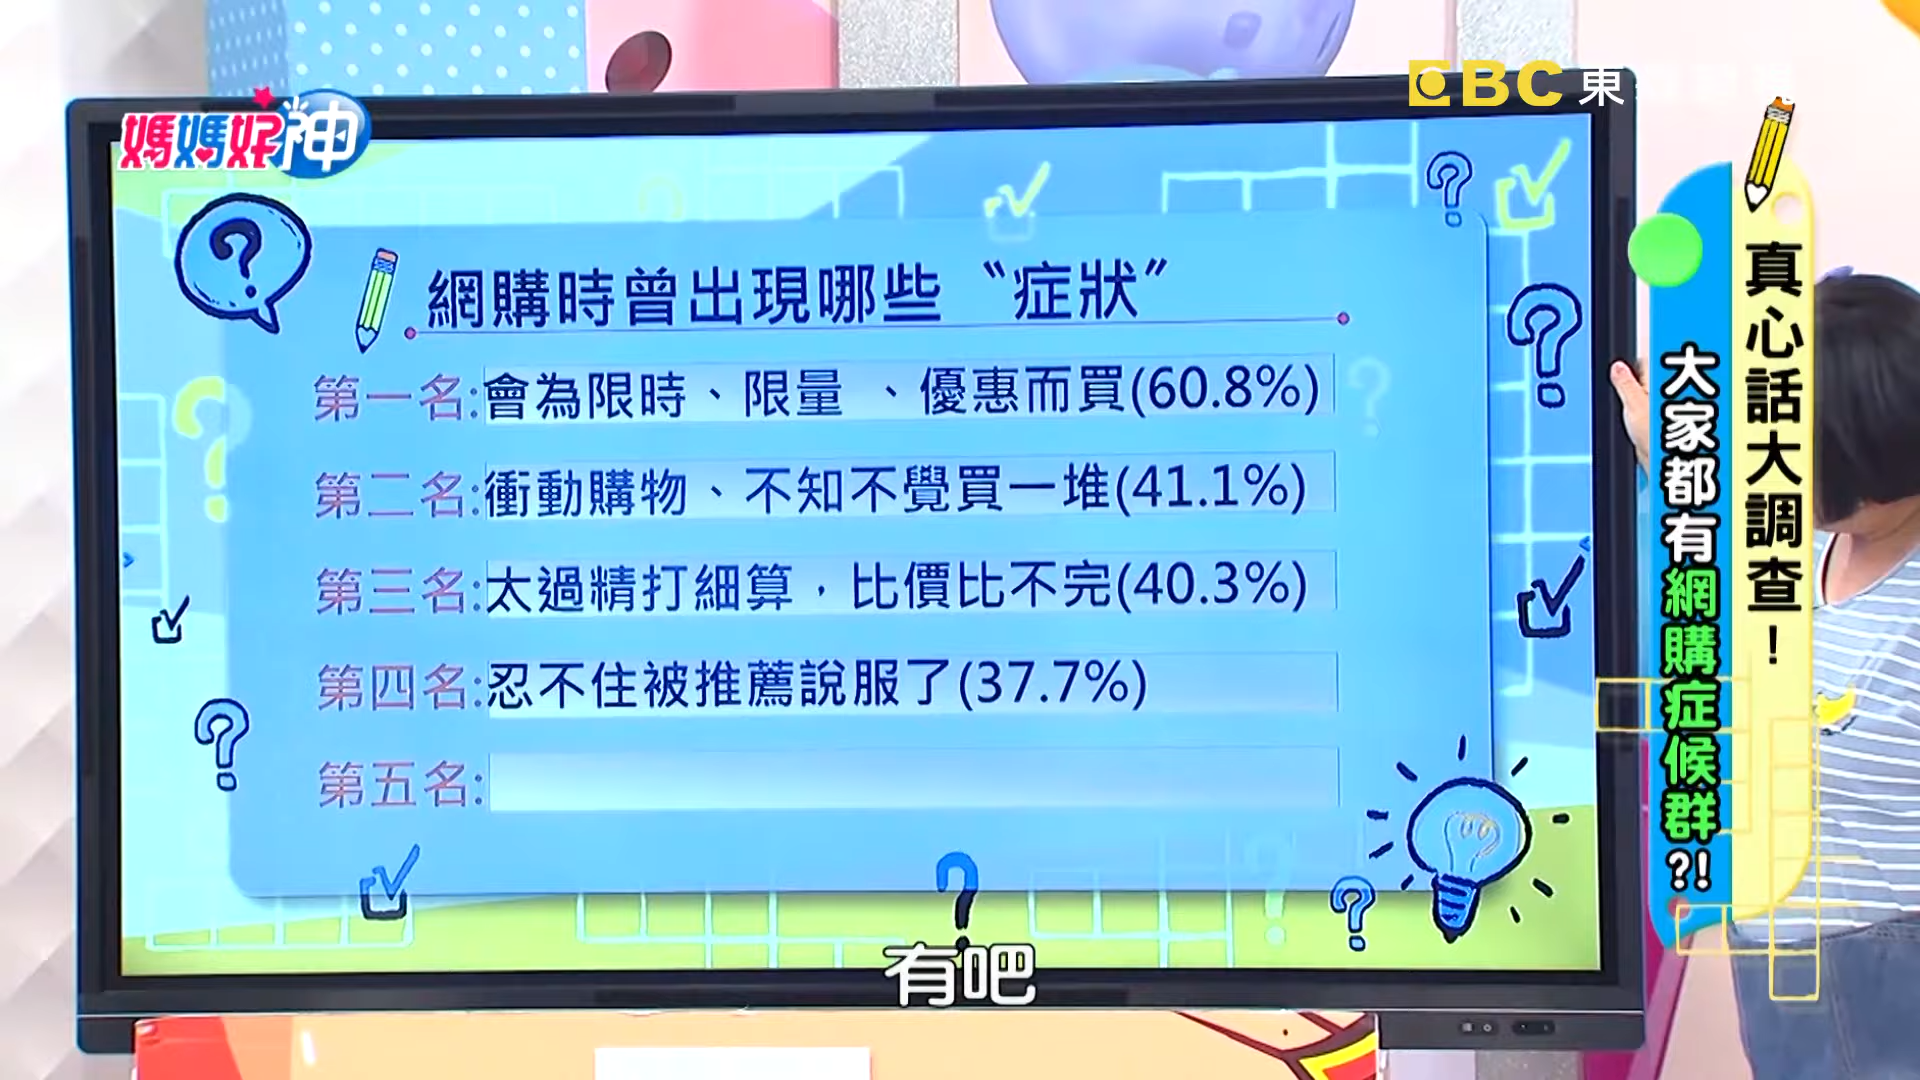 媽媽好神
EBC 東
網購時曾出現哪些〝症狀〞
第一名:會為限時、限量 、優惠而買(60.8%)
第二名:衝動購物、不知不覺買一堆(41.1%)
第三名:太過精打細算，比價比不完(40.3%)
第四名:忍不住被推薦說服了(37.7%)
第五名:
真心話大調查！
大家都有網購症候群?!
有吧